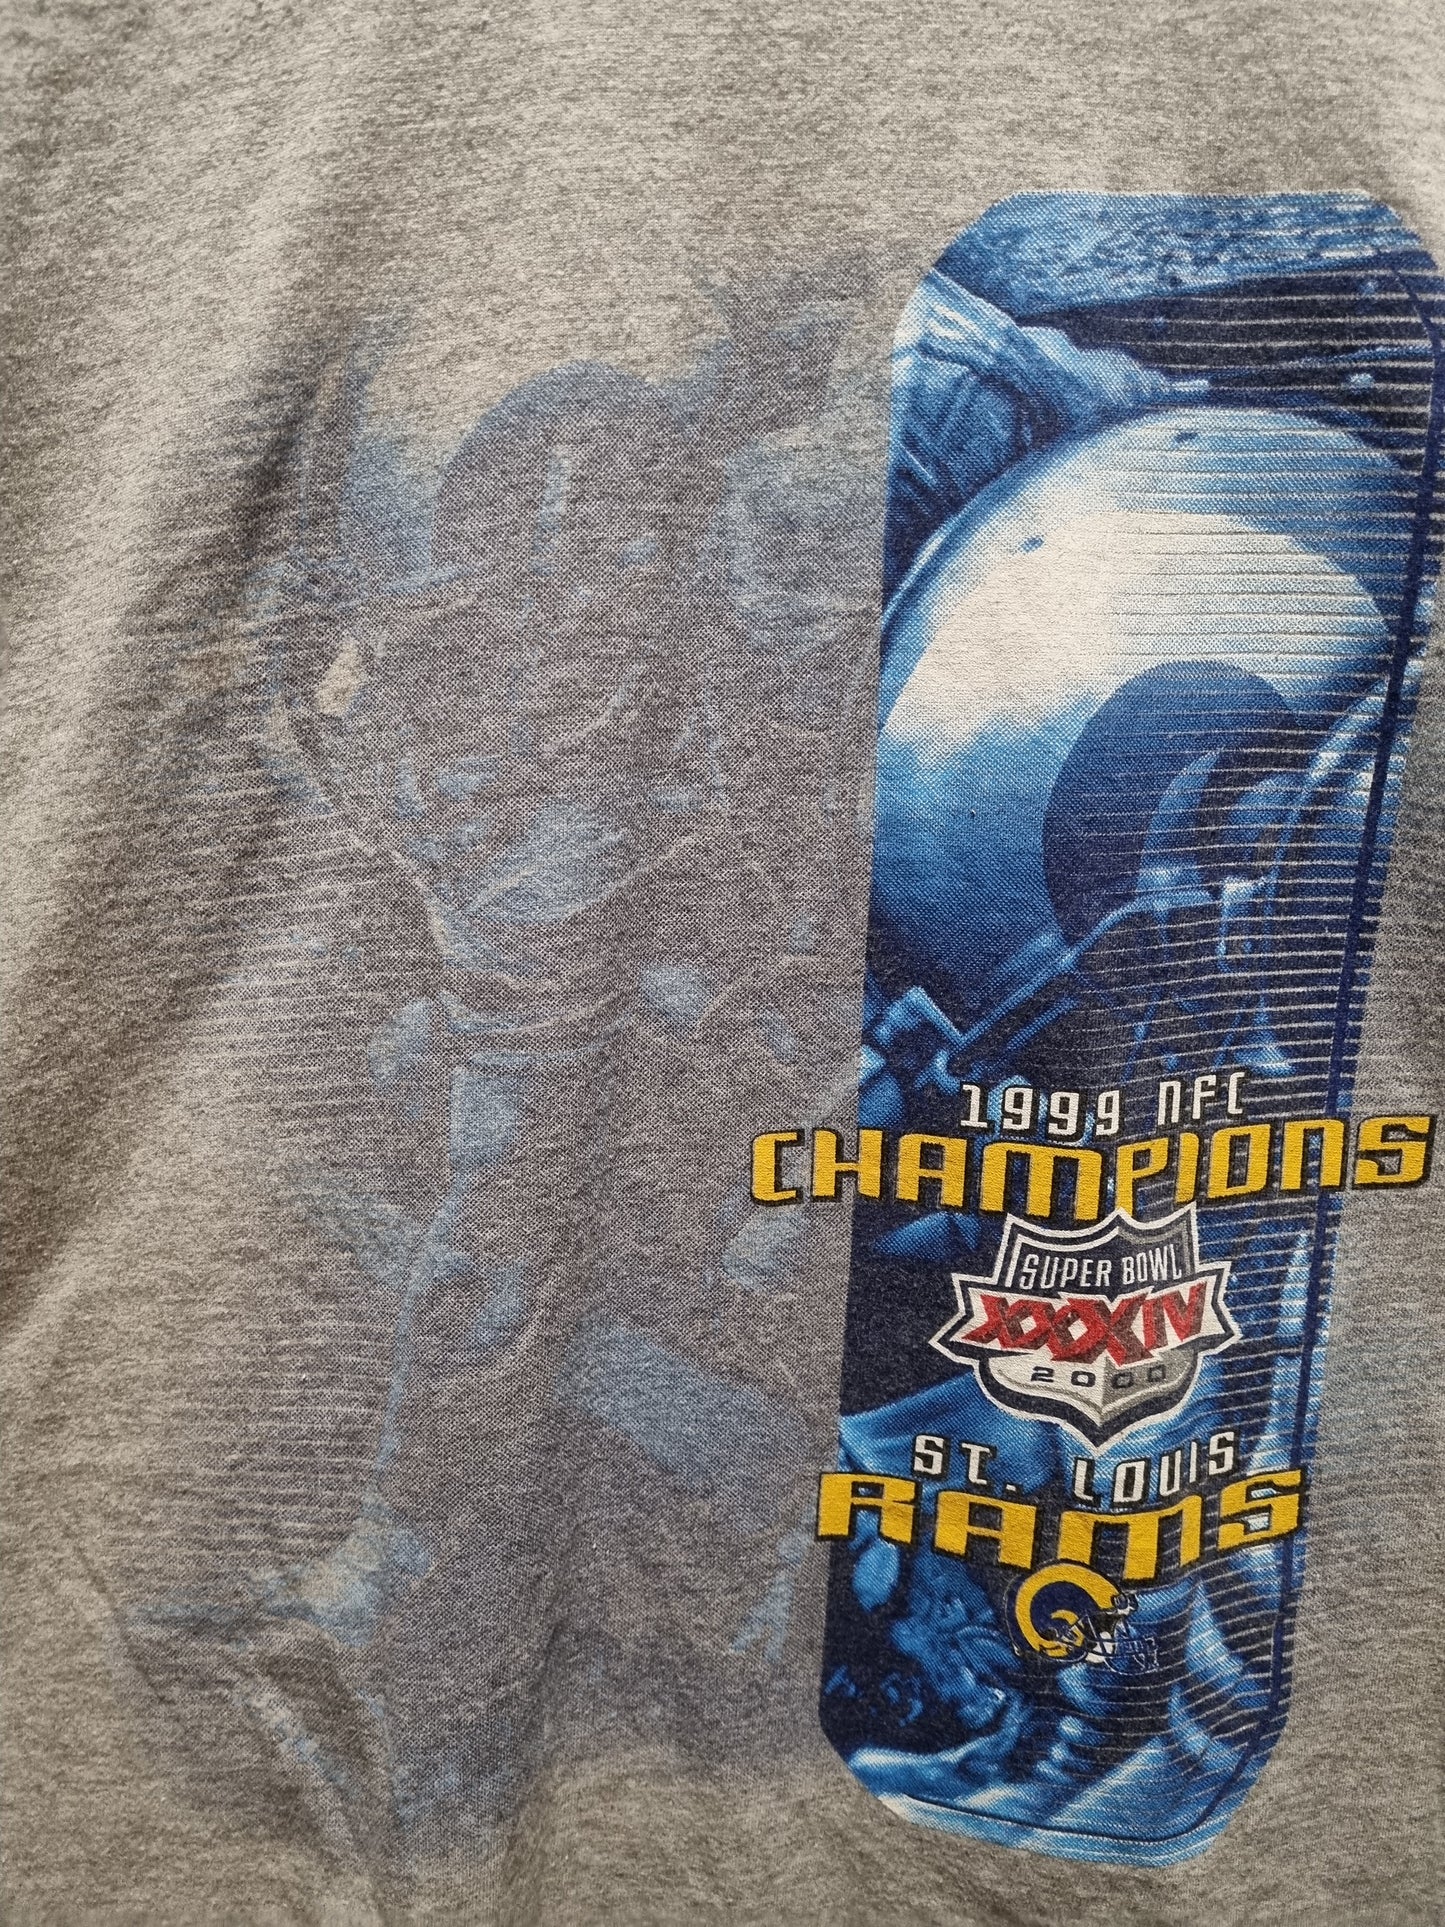 1999 NFC
CHAMPIONS
SUPER BOWL
XXXIV
2000
ST. LOUIS
RAMS